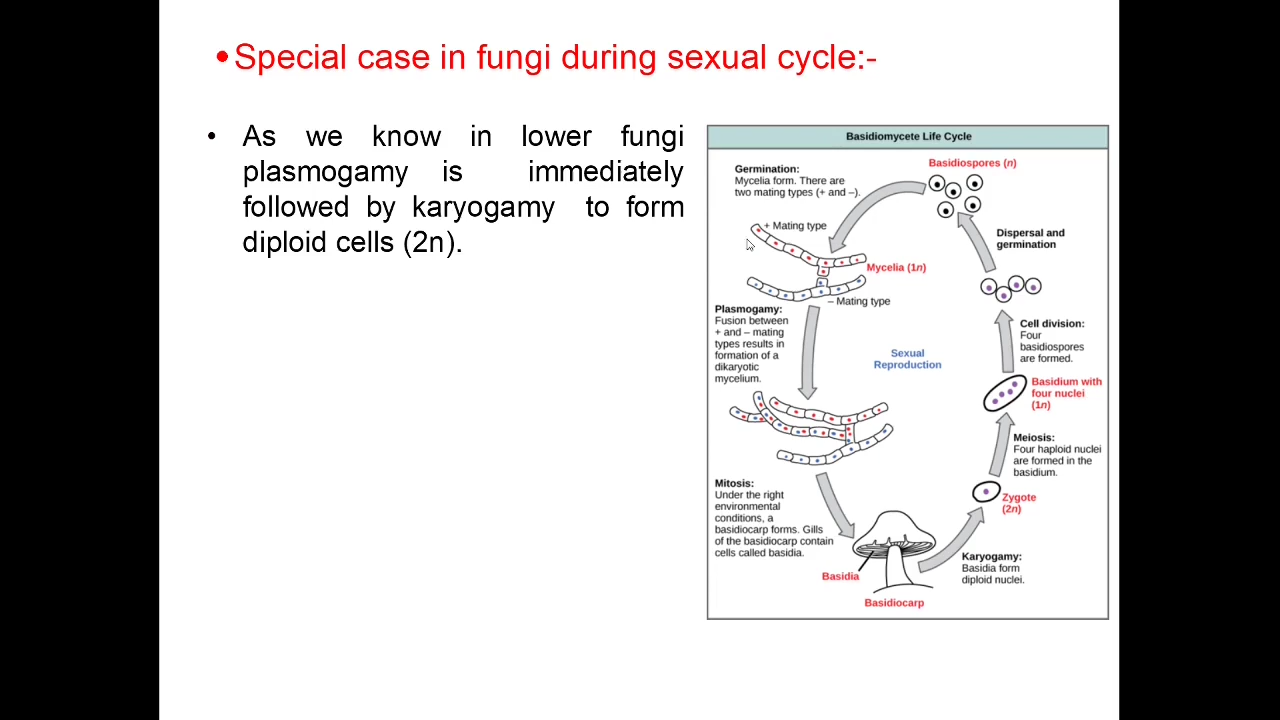 •Special case in fungi during sexual cycle:-
• As we know in lower fungi
plasmogamy is immediately
followed by karyogamy to form
diploid cells (2n).
Basidiomycete Life Cycle
Basidiospores (n)
Germination:
Mycelia form. There are
two mating types (+ and –).
+ Mating type
Dispersal and
germination
Mycelia (1n)
– Mating type
Plasmogamy:
Fusion between
+ and – mating
types results in
formation of a
dikaryotic
mycelium.
Cell division:
Four
basidiospores
are formed.
Sexual
Reproduction
Basidium with
four nuclei
(1n)
Meiosis:
Four haploid nuclei
are formed in the
basidium.
Mitosis:
Under the right
environmental
conditions, a
basidiocarp forms. Gills
of the basidiocarp contain
cells called basidia.
Zygote
(2n)
Karyogamy:
Basidia form
diploid nuclei.
Basidia
Basidiocarp